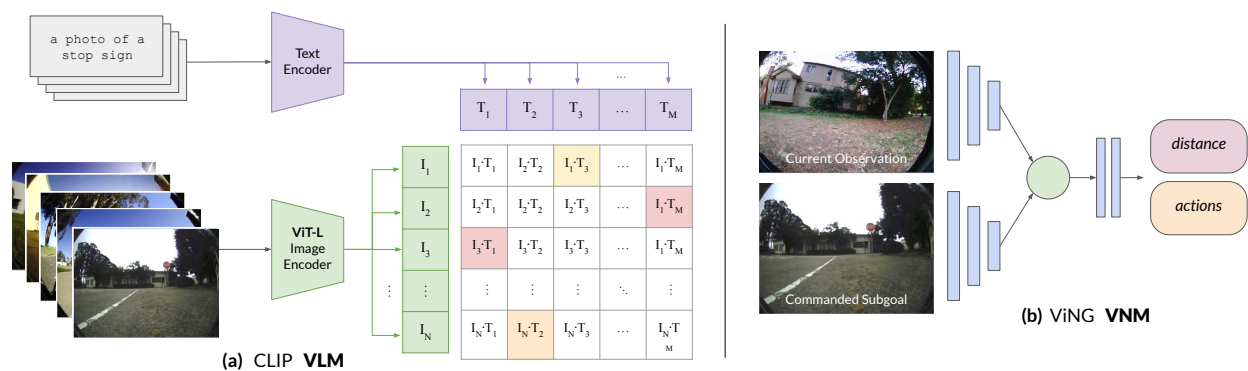 a photo of a
stop sign
Text
Encoder
...
T1 T2 T3 … TM
ViT-L
Image
Encoder
I1 I1·T1 I2·T2 I1·T3 … I1·TM
I2 I2·T1 I2·T2 I2·T3 … I1·TM
I3 I3·T1 I3·T2 I3·T3 … I1·TM
⋮ ⋮ ⋮ ⋮ ⋮ ⋱ ⋮
IN IN·T1 IN·T2 IN·T3 … IN·T
M
(a) CLIP VLM
Current Observation
Commanded Subgoal
distance
actions
(b) ViNG VNM